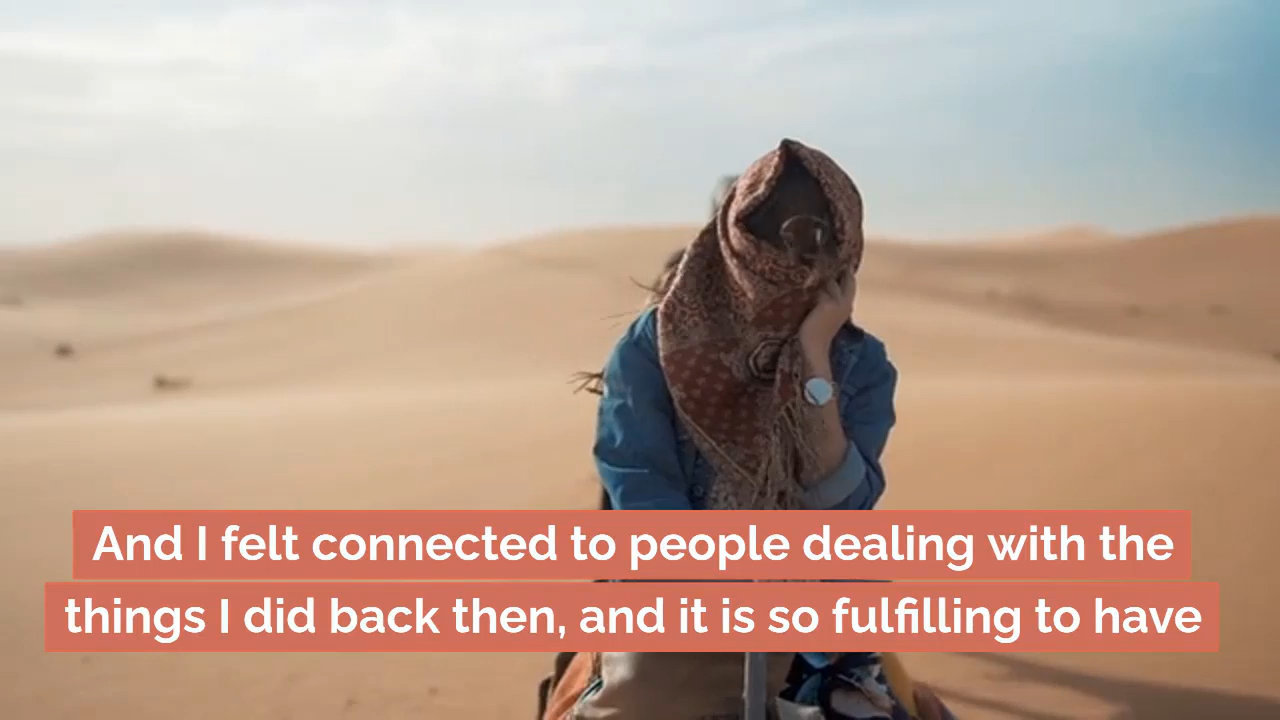 And I felt connected to people dealing with the
things I did back then, and it is so fulfilling to have